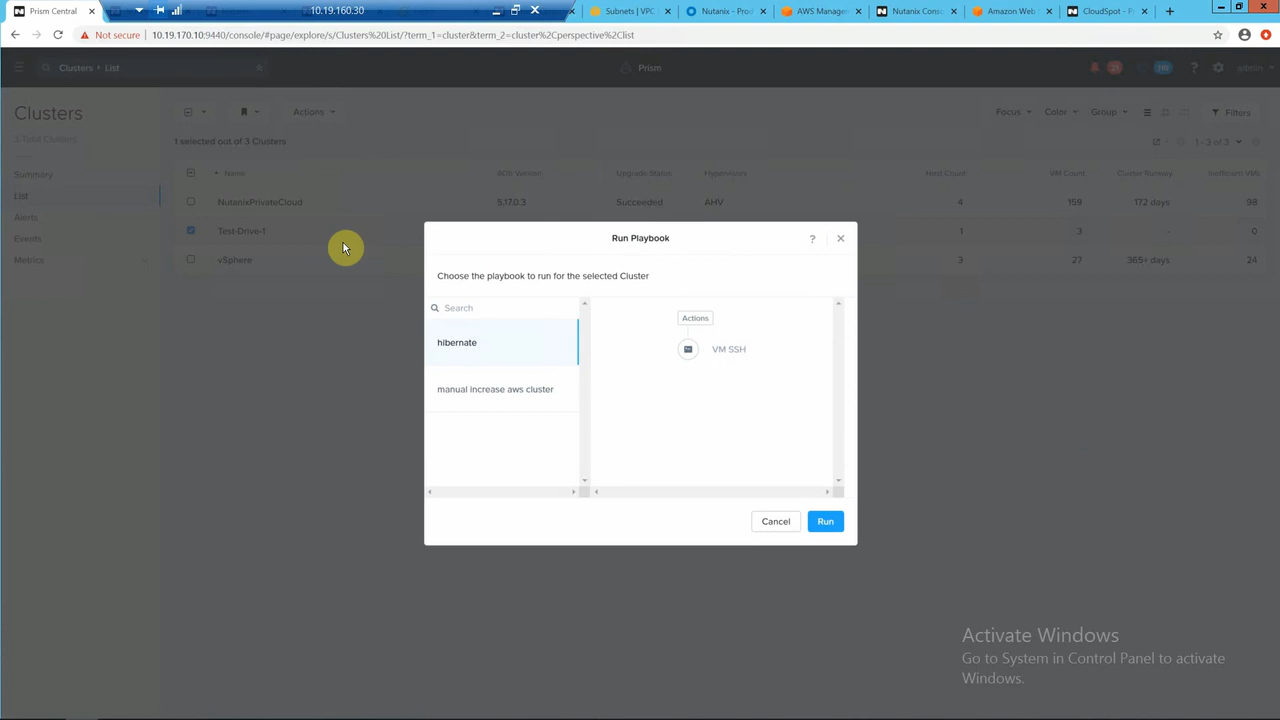 Prism Central
10.19.160.30
Subnets | VPC
Nutanix - Prod
AWS Manage
Nutanix Conso
Amazon Web
CloudSpot - P
Not secure
10.19.170.10:9440/console/#page/explore/s/Clusters%20List/?term_1=cluster&term_2=cluster%2Cperspective%2Clist
Clusters › List
Prism
21
admin
Clusters
3 Total Clusters
Summary
List
Alerts
Events
Metrics
Actions
Focus
Color
Group
Filters
1 selected out of 3 Clusters
1 - 3 of 3
Name
AOS Version
Upgrade Status
Hypervisors
Host Count
VM Count
Cluster Runway
Inefficient VMs
NutanixPrivateCloud
5.17.0.3
Succeeded
AHV
4
159
172 days
98
Test-Drive-1
1
3
-
0
vSphere
3
27
365+ days
24
Run Playbook
?
Choose the playbook to run for the selected Cluster
Search
hibernate
manual increase aws cluster
Actions
VM SSH
Cancel
Run
Activate Windows
Go to System in Control Panel to activate
Windows.